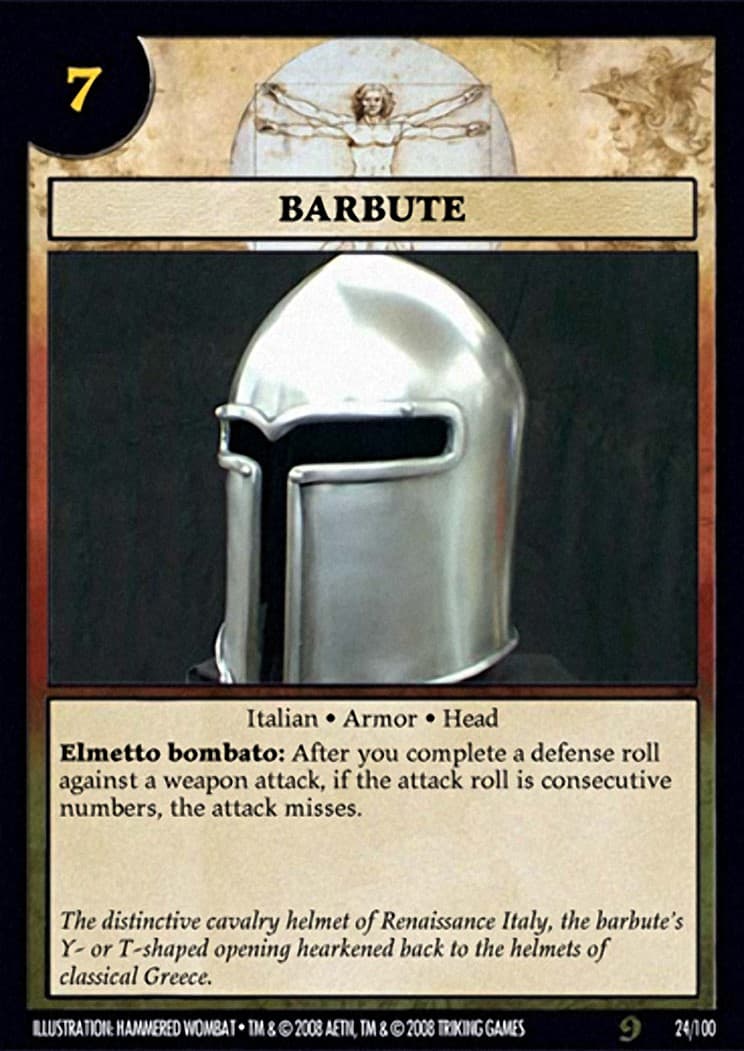 7
BARBUTE
Italian • Armor • Head
Elmetto bombato: After you complete a defense roll
against a weapon attack, if the attack roll is consecutive
numbers, the attack misses.
The distinctive cavalry helmet of Renaissance Italy, the barbute's
Y- or T-shaped opening hearkened back to the helmets of
classical Greece.
ILLUSTRATION: HAMMERED WOMBAT • TM & © 2008 AETN, TM & © 2008 TRIKING GAMES
9 24/100